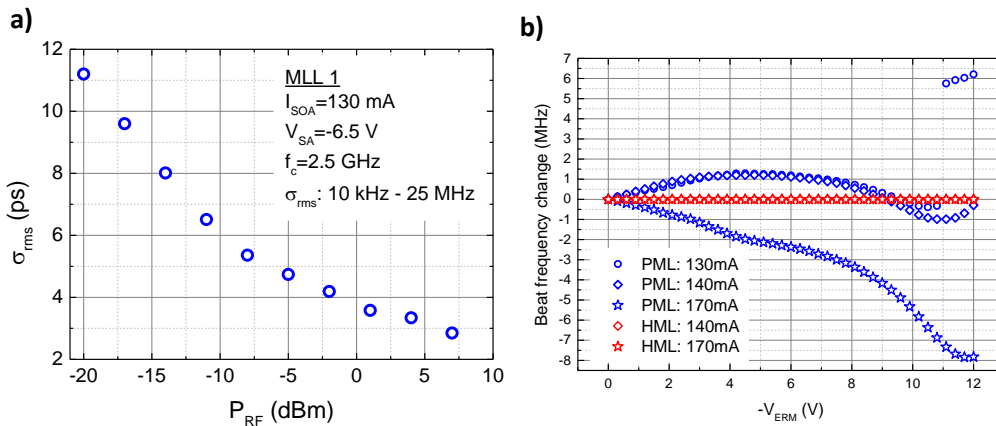 a)
12
10
8
6
4
2
σrms (ps)
MLL 1
ISOA=130 mA
VSA=-6.5 V
fc=2.5 GHz
σrms: 10 kHz - 25 MHz
-20 -15 -10 -5 0 5 10
PRF (dBm)
b)
7
6
5
4
3
2
1
0
-1
-2
-3
-4
-5
-6
-7
-8
Beat frequency change (MHz)
PML: 130mA
PML: 140mA
PML: 170mA
HML: 140mA
HML: 170mA
0 2 4 6 8 10 12
-VERM (V)